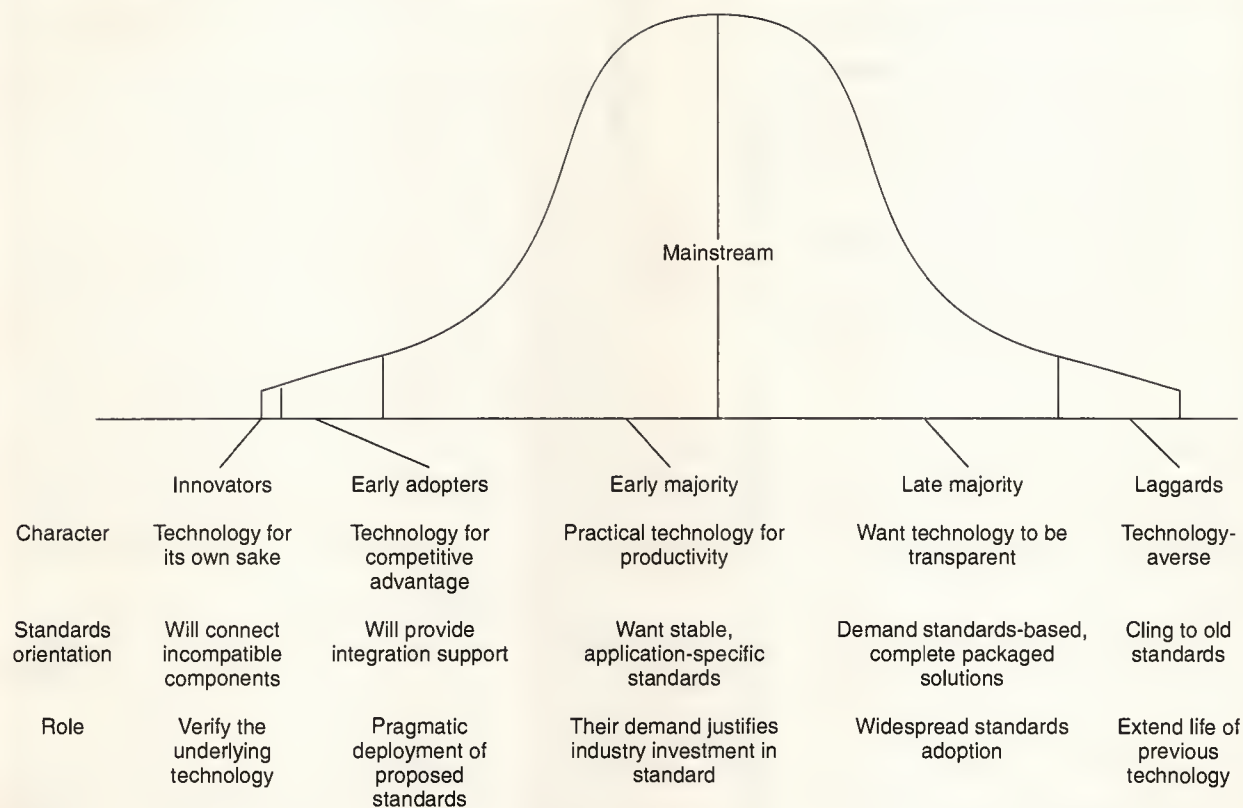 Mainstream
Innovators
Early adopters
Early majority
Late majority
Laggards
Character
Technology for
its own sake
Technology for
competitive
advantage
Practical technology for
productivity
Want technology to be
transparent
Technology-
averse
Standards
orientation
Will connect
incompatible
components
Will provide
integration support
Want stable,
application-specific
standards
Demand standards-based,
complete packaged
solutions
Cling to old
standards
Role
Verify the
underlying
technology
Pragmatic
deployment of
proposed
standards
Their demand justifies
industry investment in
standard
Widespread standards
adoption
Extend life of
previous
technology